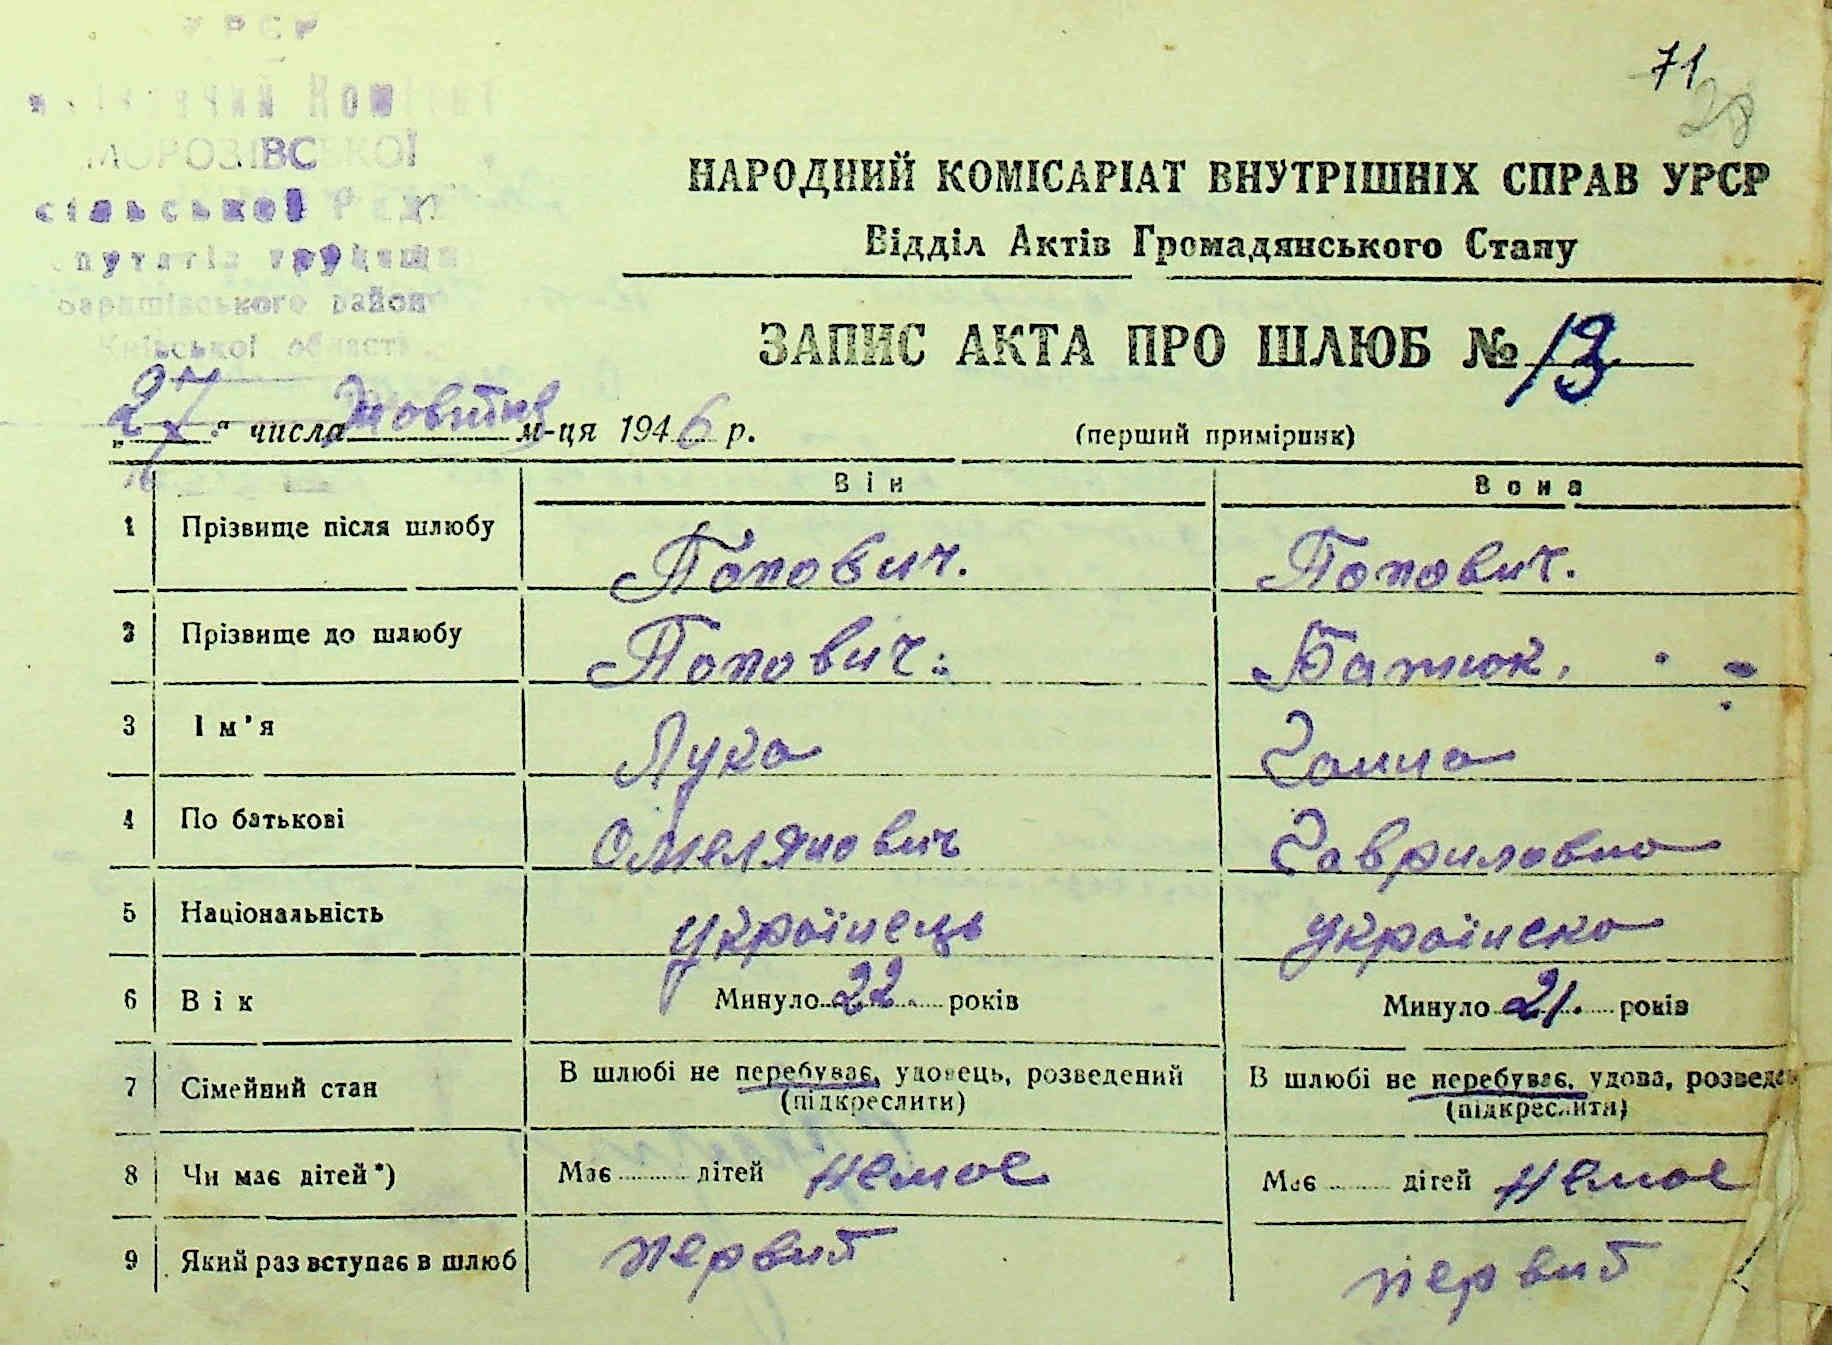 УРСР
МОРОЗІВСЬКОЇ
сільської Ради
району
Київської області
71
28
НАРОДНИЙ КОМІСАРІАТ ВНУТРІШНІХ СПРАВ УРСР
Відділ Актів Громадянського Стану
ЗАПИС АКТА ПРО ШЛЮБ № 13
„27“ числа Жовтня м-ця 1946 р.
(перший примірник)
Він Вона
1 Прізвище після шлюбу Попович. Попович.
2 Прізвище до шлюбу Попович. Батюк.
3 Ім'я Лука Ганна
4 По батькові Омелянович Гавриловна
5 Національність українець українка
6 Вік Минуло 22. років Минуло 21. років
7 Сімейний стан В шлюбі не перебуває, удовець, розведений В шлюбі не перебуває, удова,
(підкреслити) (підкреслити)
8 Чи має дітей*) Має дітей немає Має дітей немає
9 Який раз вступає в шлюб первий первий